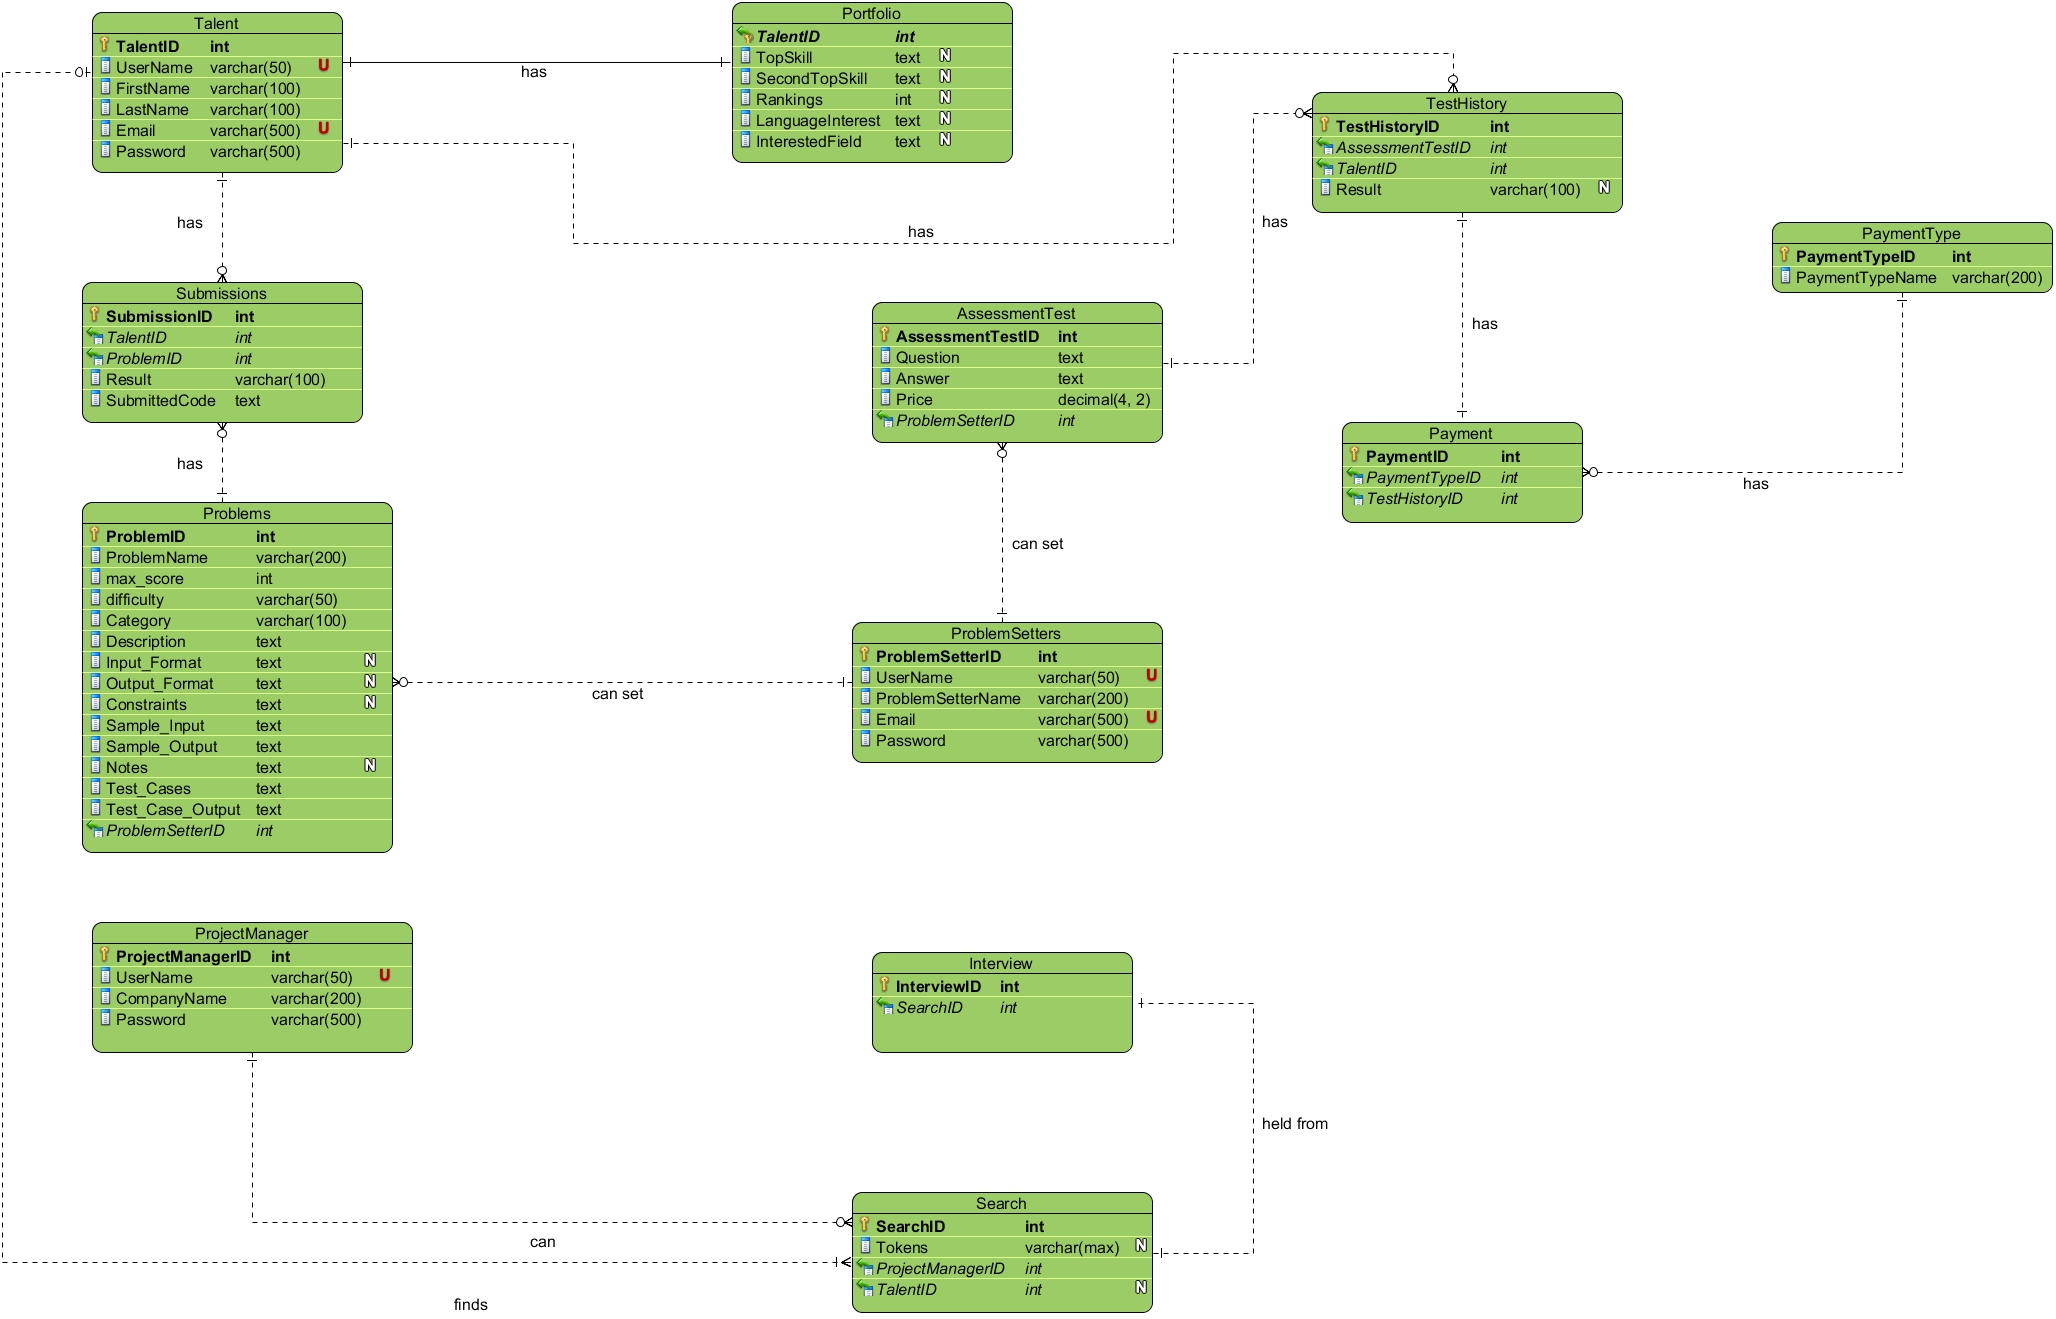 Talent
TalentID int
UserName varchar(50) U
FirstName varchar(100)
LastName varchar(100)
Email varchar(500) U
Password varchar(500)
has
Portfolio
TalentID int
TopSkill text N
SecondTopSkill text N
Rankings int N
LanguageInterest text N
InterestedField text N
TestHistory
TestHistoryID int
AssessmentTestID int
TalentID int
Result varchar(100) N
has
has
has
PaymentType
PaymentTypeID int
PaymentTypeName varchar(200)
Submissions
SubmissionID int
TalentID int
ProblemID int
Result varchar(100)
SubmittedCode text
AssessmentTest
AssessmentTestID int
Question text
Answer text
Price decimal(4, 2)
ProblemSetterID int
has
Payment
PaymentID int
PaymentTypeID int
TestHistoryID int
has
has
can set
Problems
ProblemID int
ProblemName varchar(200)
max_score int
difficulty varchar(50)
Category varchar(100)
Description text
Input_Format text N
Output_Format text N
Constraints text N
Sample_Input text
Sample_Output text
Notes text N
Test_Cases text
Test_Case_Output text
ProblemSetterID int
can set
ProblemSetters
ProblemSetterID int
UserName varchar(50) U
ProblemSetterName varchar(200)
Email varchar(500) U
Password varchar(500)
ProjectManager
ProjectManagerID int
UserName varchar(50) U
CompanyName varchar(200)
Password varchar(500)
Interview
InterviewID int
SearchID int
held from
Search
SearchID int
Tokens varchar(max) N
ProjectManagerID int
TalentID int N
can
finds